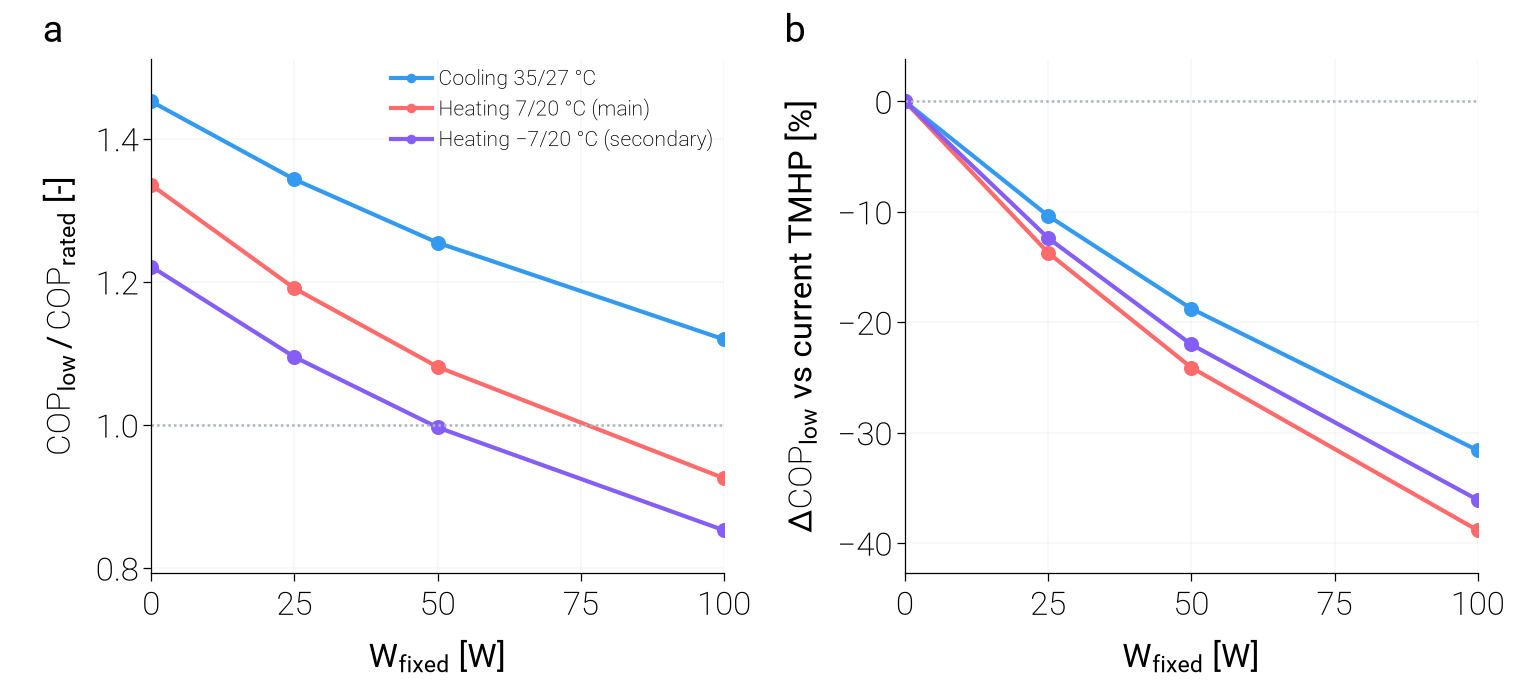 a
COPlow / COPrated [-]
1.4
1.2
1.0
0.8
Cooling 35/27 °C
Heating 7/20 °C (main)
Heating −7/20 °C (secondary)
0 25 50 75 100
Wfixed [W]
b
ΔCOPlow vs current TMHP [%]
0
−10
−20
−30
−40
0 25 50 75 100
Wfixed [W]